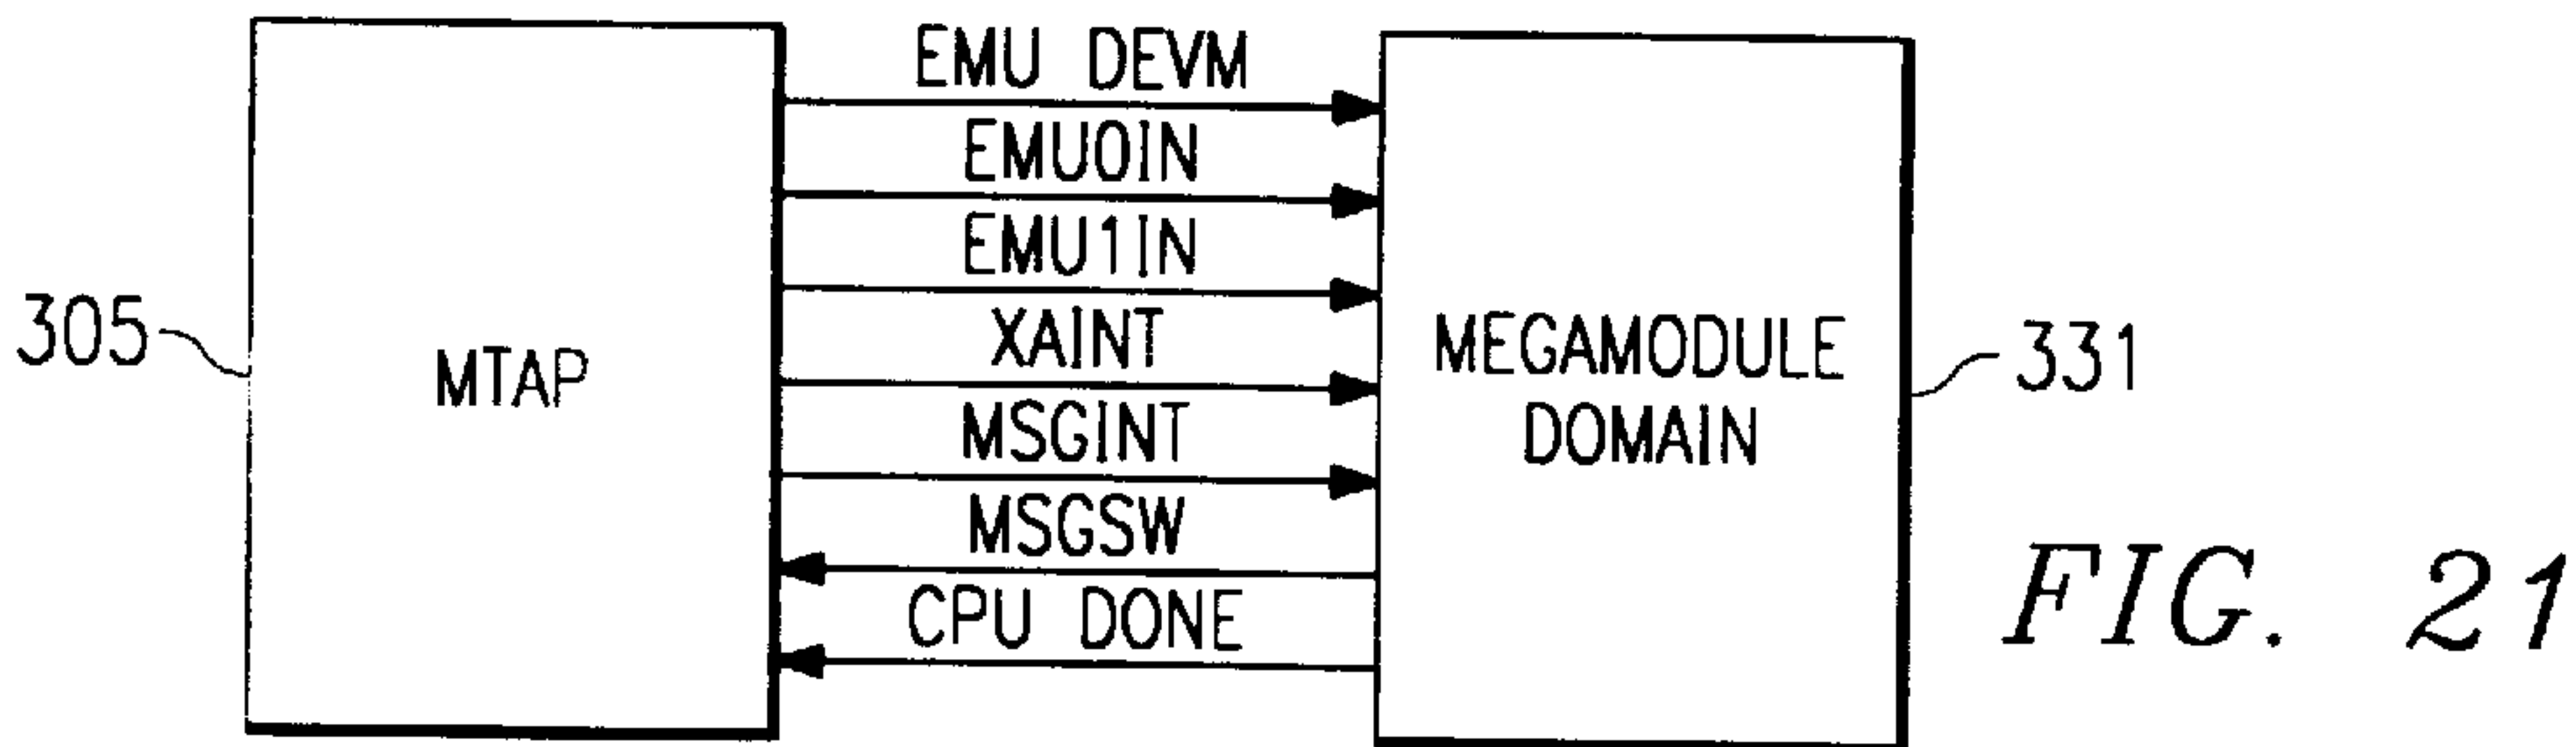 EMU DEVM
EMU0IN
EMU1IN
XAINT
MSGINT
MSGSW
CPU DONE
305
MTAP
MEGAMODULE
DOMAIN
331
FIG. 21